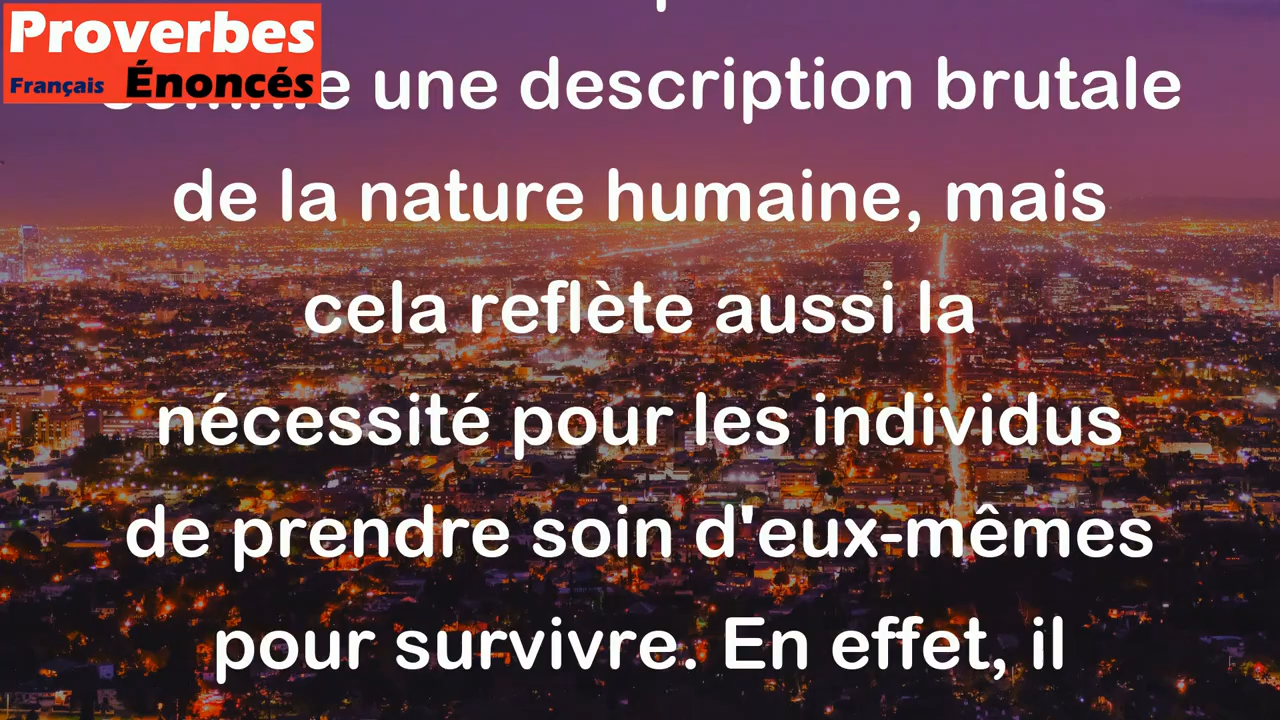 Proverbes
Français Énoncés
une description brutale
de la nature humaine, mais
cela reflète aussi la
nécessité pour les individus
de prendre soin d'eux-mêmes
pour survivre. En effet, il